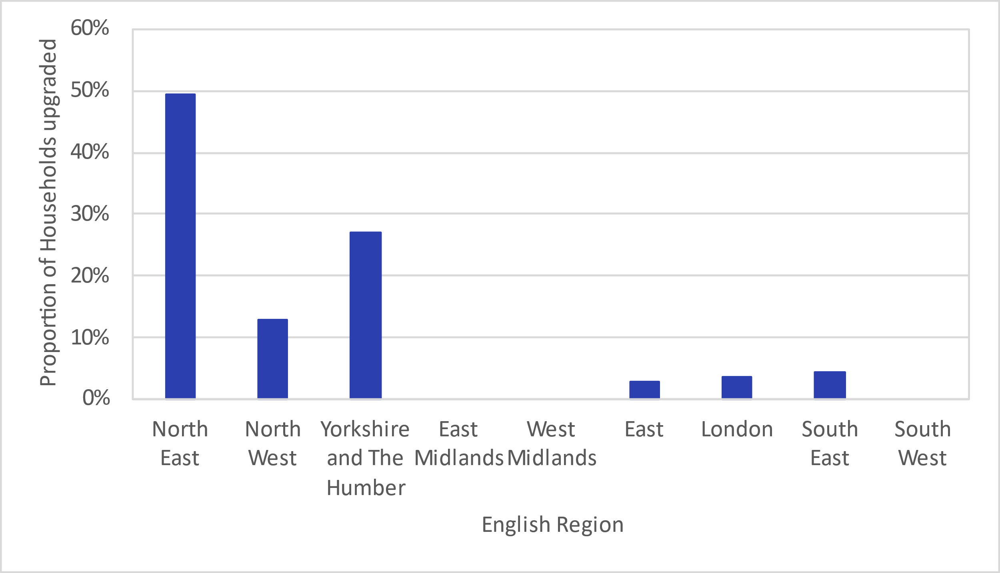 Proportion of Households upgraded
60%
50%
40%
30%
20%
10%
0%
North East
North West
Yorkshire and The Humber
East Midlands
West Midlands
East
London
South East
South West
English Region